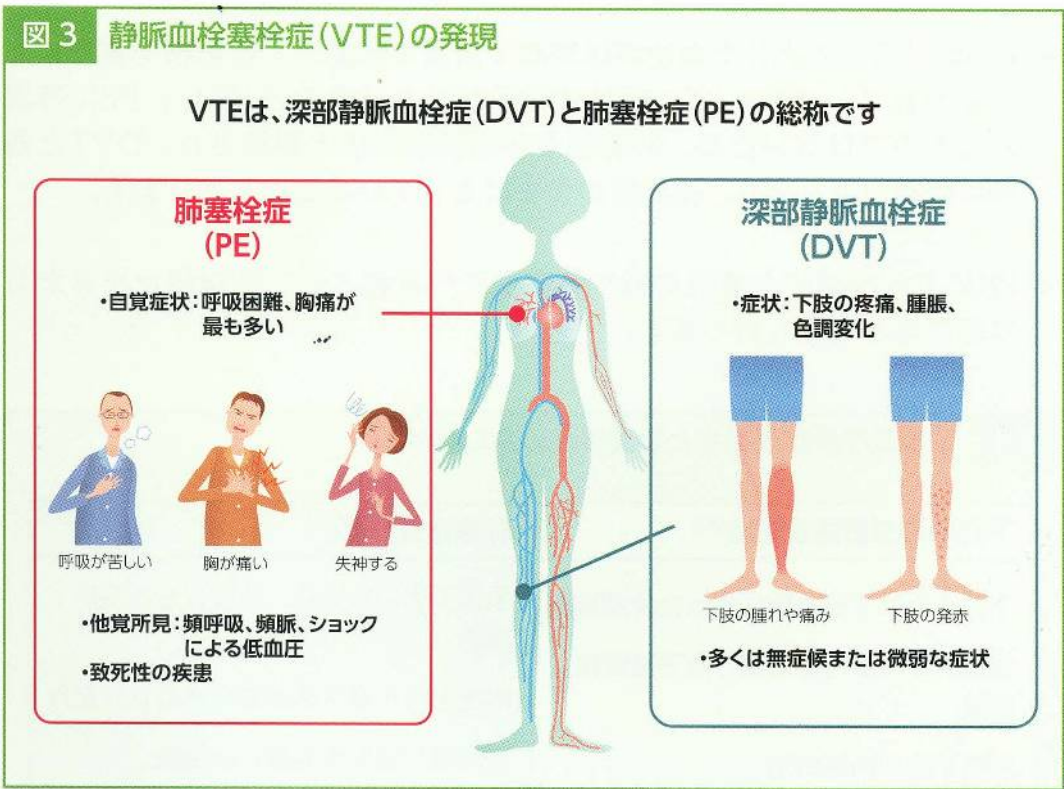 図3 静脈血栓塞栓症(VTE)の発現
VTEは、深部静脈血栓症(DVT)と肺塞栓症(PE)の総称です
肺塞栓症
(PE)
・自覚症状:呼吸困難、胸痛が
最も多い
呼吸が苦しい
胸が痛い
失神する
・他覚所見:頻呼吸、頻脈、ショック
による低血圧
・致死性の疾患
深部静脈血栓症
(DVT)
・症状:下肢の疼痛、腫脹、
色調変化
下肢の腫れや痛み
下肢の発赤
・多くは無症候または微弱な症状